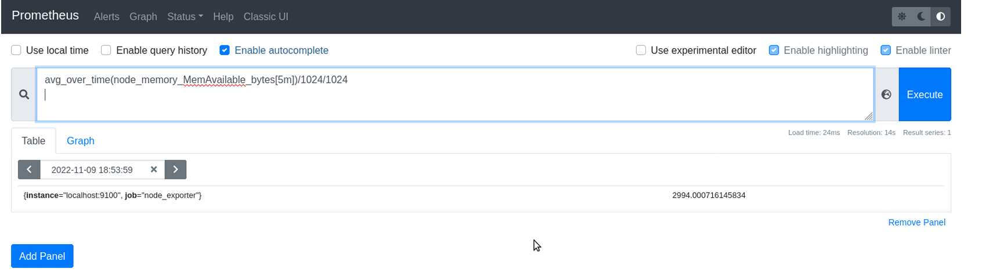 Prometheus Alerts Graph Status Help Classic UI
Use local time Enable query history Enable autocomplete Use experimental editor Enable highlighting Enable linter
avg_over_time(node_memory_MemAvailable_bytes[5m])/1024/1024
Execute
Table Graph Load time: 24ms Resolution: 14s Result series: 1
2022-11-09 18:53:59
{instance="localhost:9100", job="node_exporter"} 2994.000716145834
Remove Panel
Add Panel